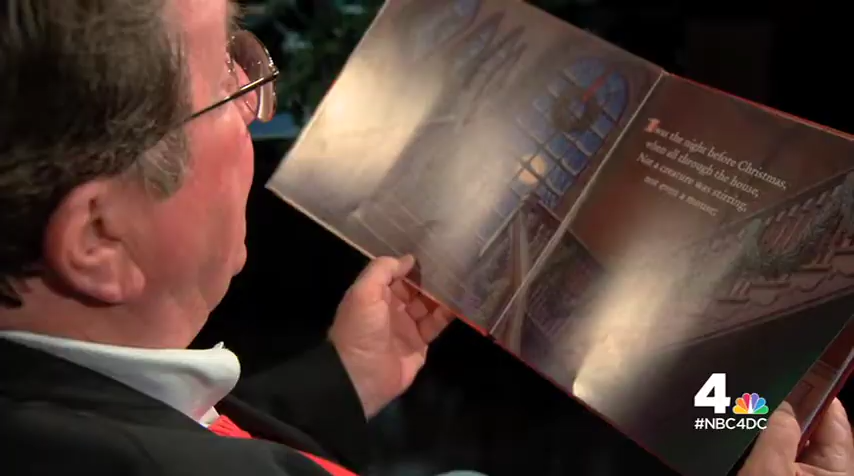 'Twas the night before Christmas,
when all through the house,
Not a creature was stirring,
not even a mouse;
4
#NBC4DC